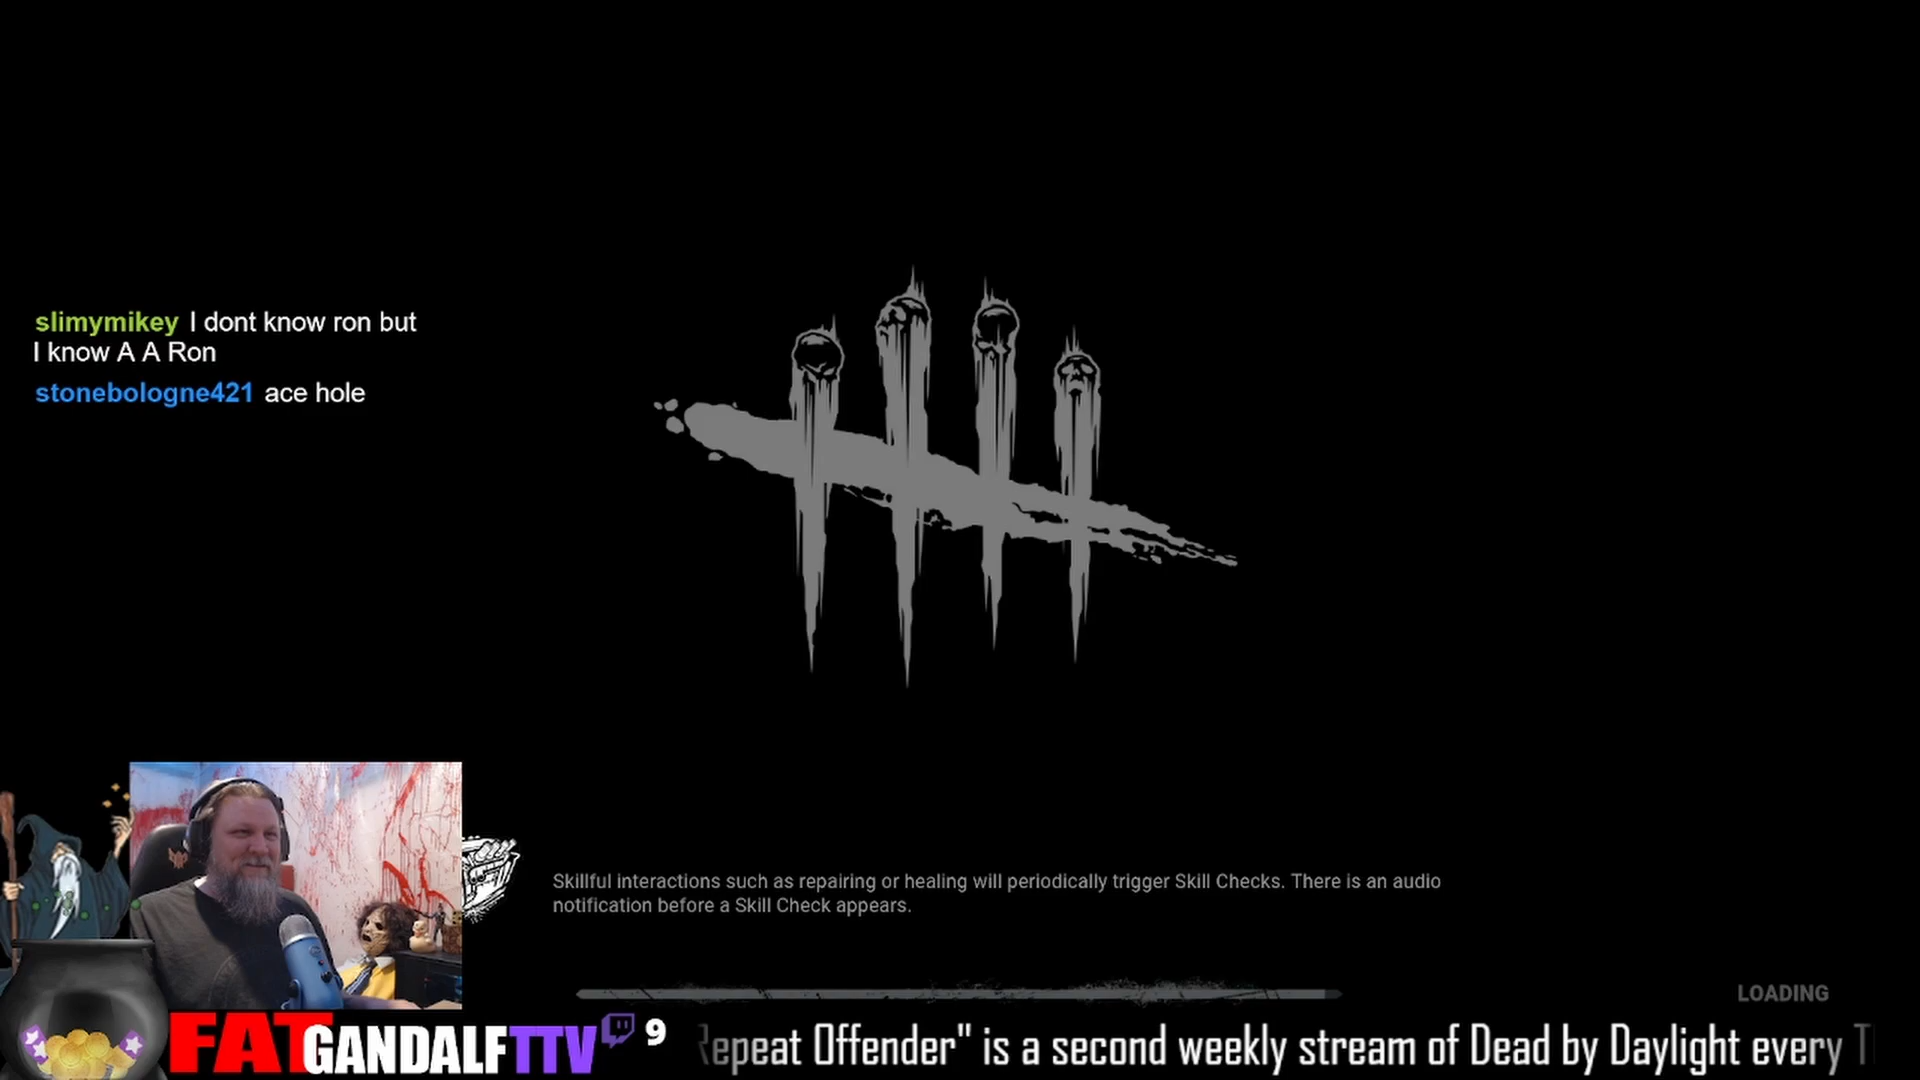 slimymikey I dont know ron but
I know A A Ron
stonebologne421 ace hole
Skillful interactions such as repairing or healing will periodically trigger Skill Checks. There is an audio
notification before a Skill Check appears.
LOADING
FATGANDALFTTV 9
Repeat Offender" is a second weekly stream of Dead by Daylight every